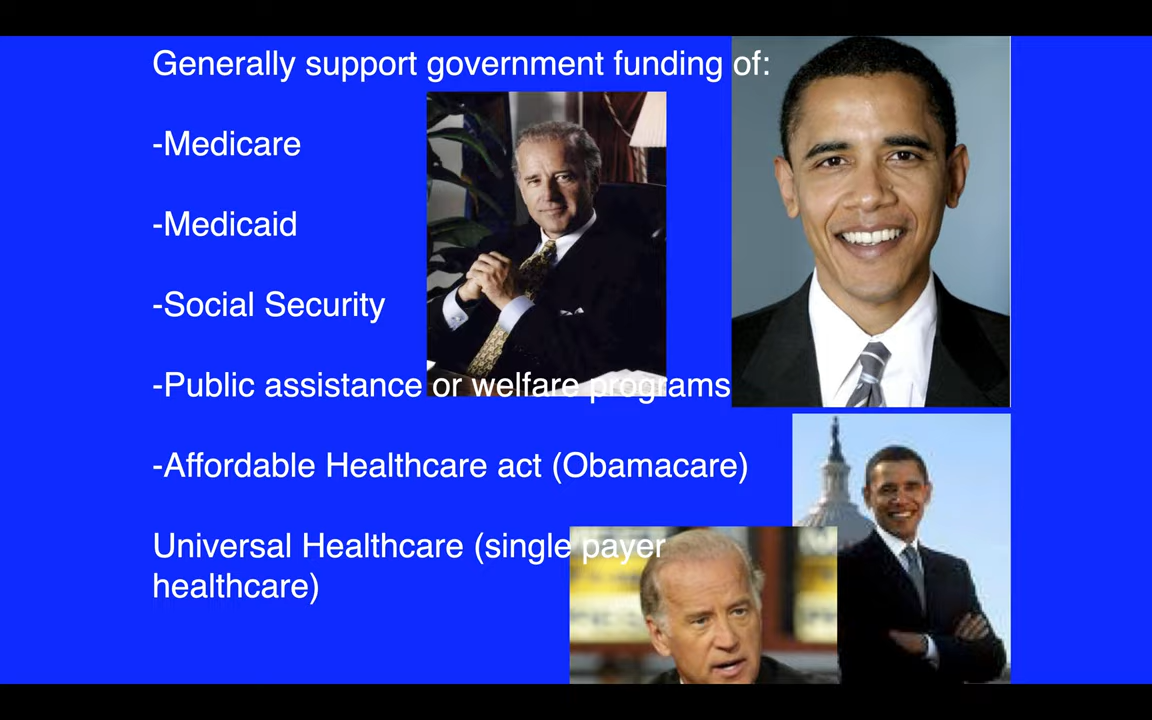 Generally support government funding of:
-Medicare
-Medicaid
-Social Security
-Public assistance or welfare programs
-Affordable Healthcare act (Obamacare)
Universal Healthcare (single payer
healthcare)